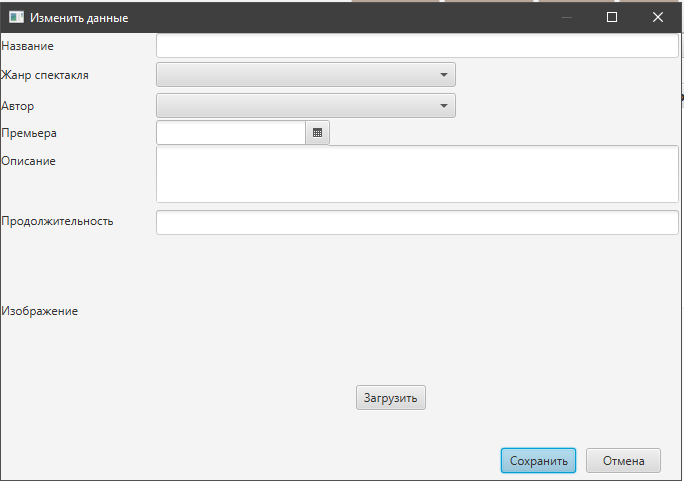 Изменить данные
Название
Жанр спектакля
Автор
Премьера
Описание
Продолжительность
Изображение
Загрузить
Сохранить
Отмена